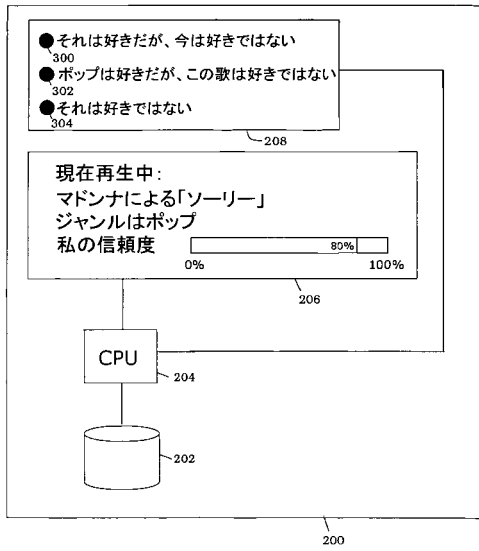 それは好きだが、今は好きではない
300
ポップは好きだが、この歌は好きではない
302
それは好きではない
304
208
現在再生中:
マドンナによる「ソーリー」
ジャンルはポップ
私の信頼度
80%
0%
100%
206
CPU
204
202
200